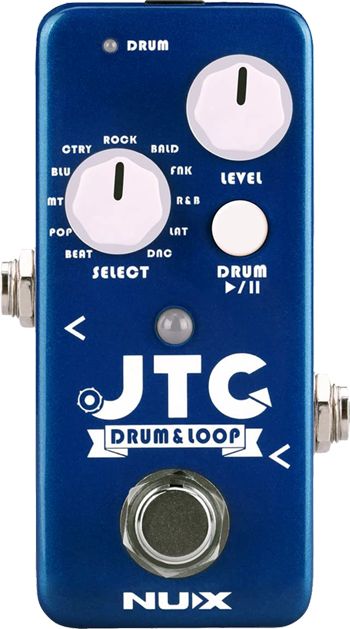 DRUM
ROCK
CTRY BALD
BLU FNK
MT R&B
POP LAT
BEAT DNC
SELECT
LEVEL
DRUM
▶/II
JTC
DRUM & LOOP
NUX